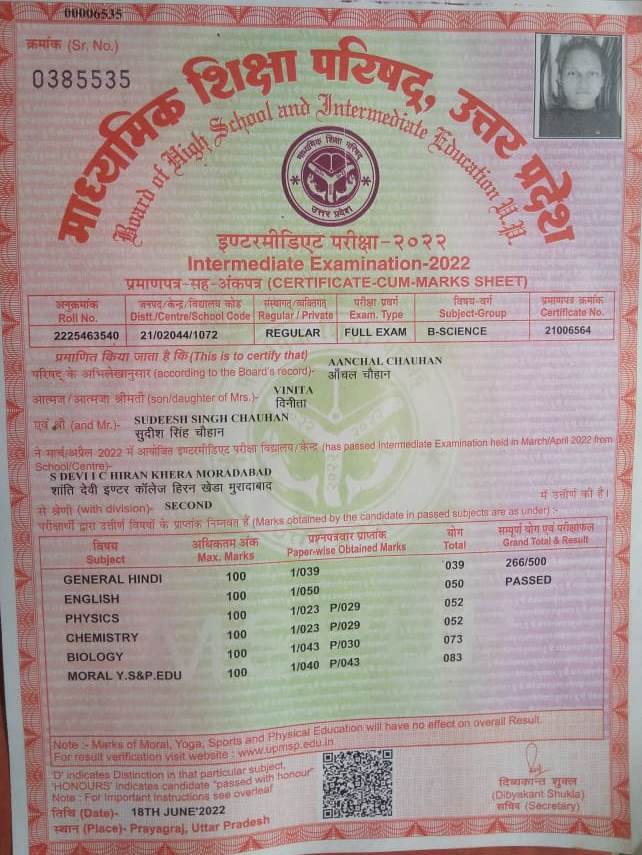 00006535
क्रमांक (Sr. No.)
0385535
माध्यमिक शिक्षा परिषद्, उत्तर प्रदेश
Board of High School and Intermediate Education U.P.
माध्यमिक शिक्षा परिषद्
उत्तर प्रदेश
इण्टरमीडिएट परीक्षा-२०२२
Intermediate Examination-2022
प्रमाणपत्र-सह-अंकपत्र (CERTIFICATE-CUM-MARKS SHEET)
अनुक्रमांक जनपद/केन्द्र/विद्यालय कोड संस्थागत/व्यक्तिगत परीक्षा प्रवर्ग विषय-वर्ग प्रमाणपत्र क्रमांक
Roll No. Distt./Centre/School Code Regular / Private Exam. Type Subject-Group Certificate No.
2225463540 21/02044/1072 REGULAR FULL EXAM B-SCIENCE 21006564
प्रमाणित किया जाता है कि (This is to certify that) AANCHAL CHAUHAN
परिषद् के अभिलेखानुसार (according to the Board's record)- आँचल चौहान
आत्मज / आत्मजा श्रीमती (son/daughter of Mrs.)- VINITA
विनीता
एवं श्री (and Mr.)- SUDEESH SINGH CHAUHAN
सुदीश सिंह चौहान
ने मार्च/अप्रैल 2022 में आयोजित इण्टरमीडिएट परीक्षा विद्यालय/केन्द्र (has passed Intermediate Examination held in March/April 2022 from
School/Centre)-
S DEVI I C HIRAN KHERA MORADABAD
शांति देवी इण्टर कॉलेज हिरन खेडा मुरादाबाद
से श्रेणी (with division)- SECOND में उत्तीर्ण की है।
परीक्षार्थी द्वारा उत्तीर्ण विषयों के प्राप्तांक निम्नवत हैं (Marks obtained by the candidate in passed subjects are as under) :-
विषय अधिकतम अंक प्रश्नपत्रवार प्राप्तांक योग सम्पूर्ण योग एवं परीक्षाफल
Subject Max. Marks Paper-wise Obtained Marks Total Grand Total & Result
GENERAL HINDI 100 1/039 039 266/500
ENGLISH 100 1/050 050 PASSED
PHYSICS 100 1/023 P/029 052
CHEMISTRY 100 1/023 P/029 052
BIOLOGY 100 1/043 P/030 073
MORAL Y.S&P.EDU 100 1/040 P/043 083
Note :- Marks of Moral, Yoga, Sports and Physical Education will have no effect on overall Result.
For result verification visit website : www.upmsp.edu.in
'D' indicates Distinction in that particular subject,
'HONOURS' indicates candidate "passed with honour"
Note : For Important Instructions see overleaf
तिथि (Date)- 18TH JUNE'2022
स्थान (Place)- Prayagraj, Uttar Pradesh
दिब्यकान्त शुक्ल
(Dibyakant Shukla)
सचिव (Secretary)